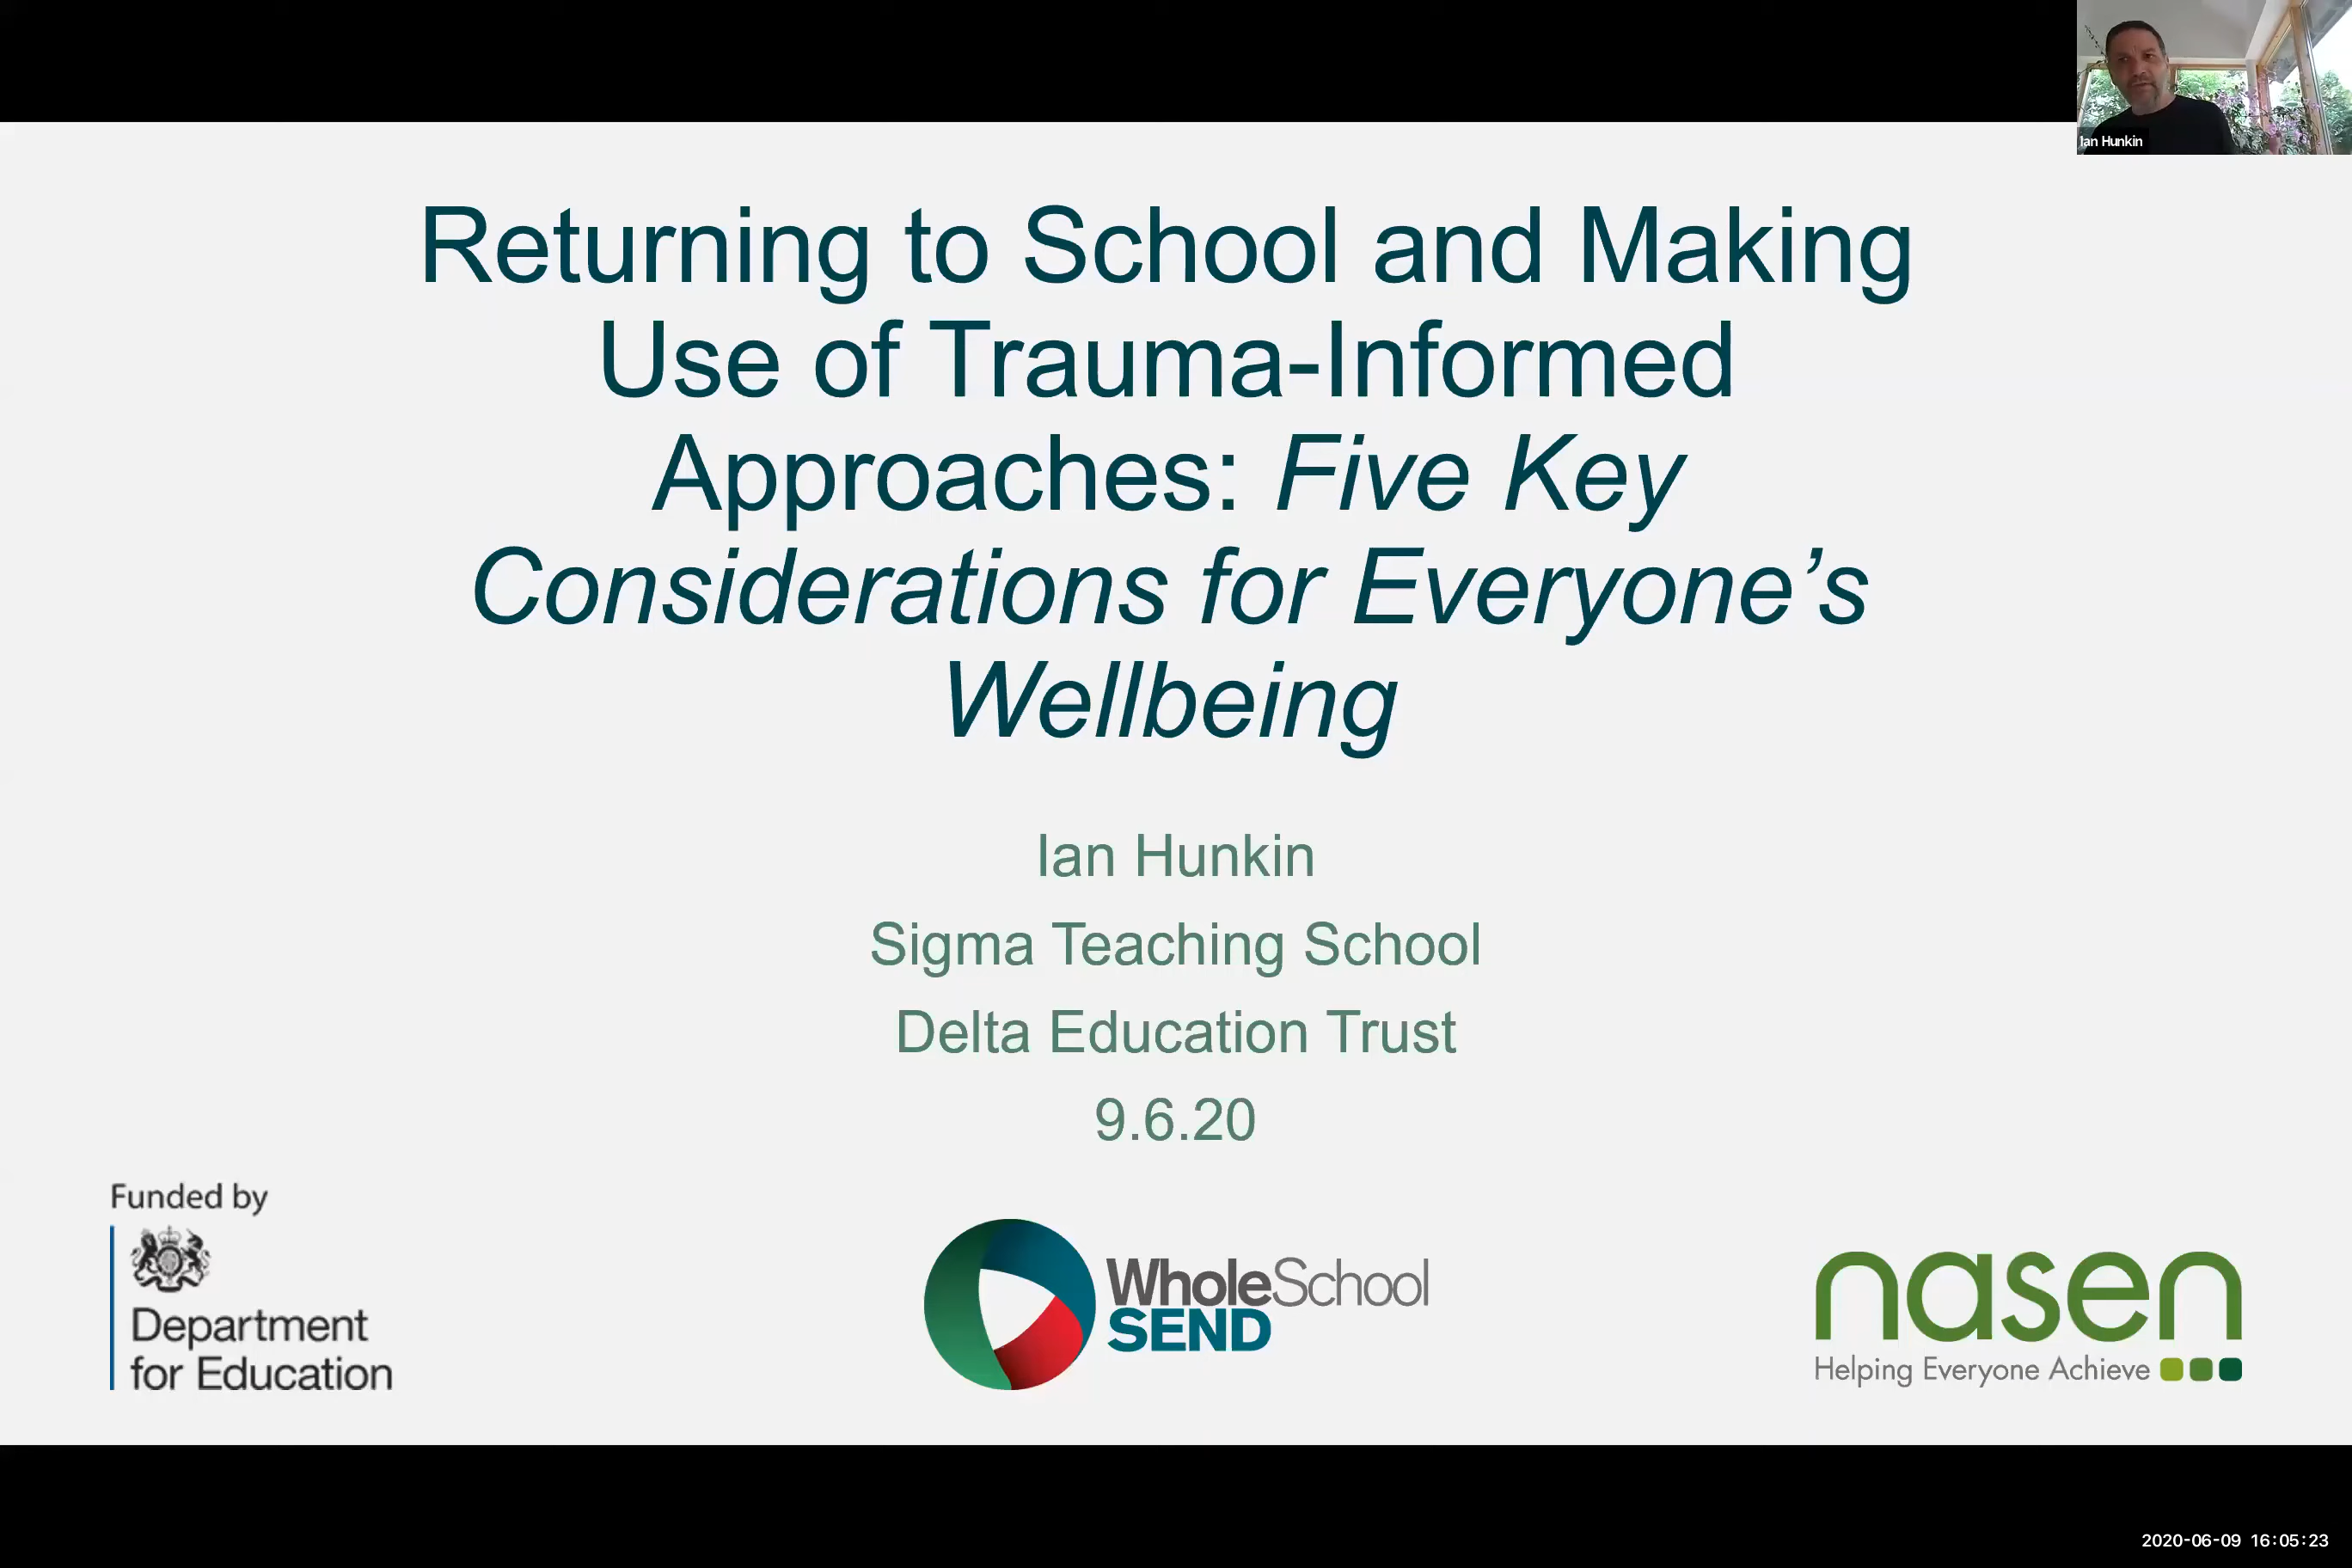 Ian Hunkin
Returning to School and Making
Use of Trauma-Informed
Approaches: Five Key
Considerations for Everyone’s
Wellbeing
Ian Hunkin
Sigma Teaching School
Delta Education Trust
9.6.20
Funded by
Department
for Education
WholeSchool
SEND
nasen
Helping Everyone Achieve
2020-06-09 16:05:23